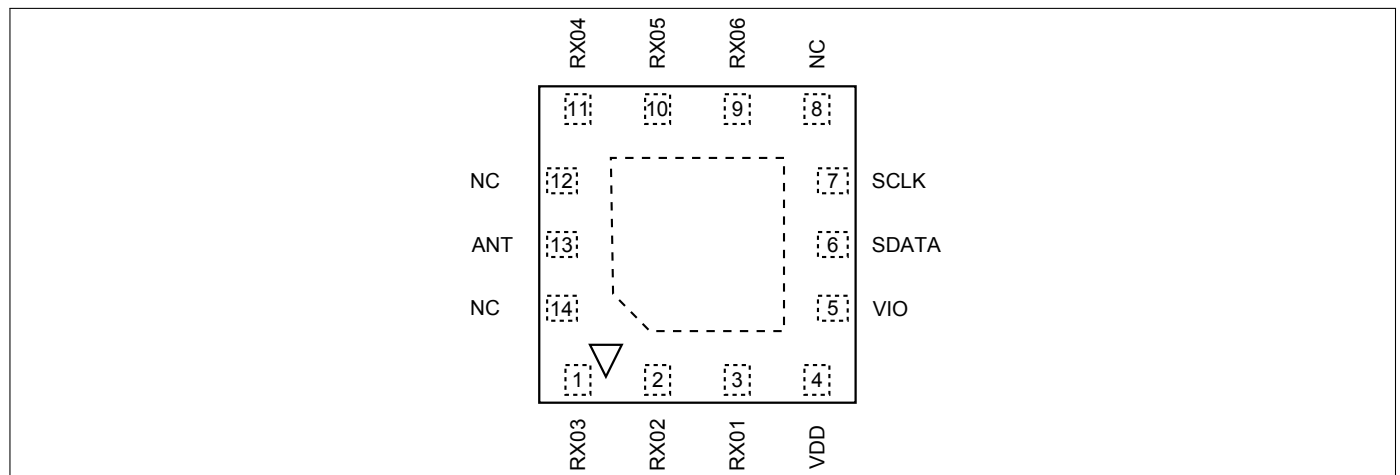 RX04
RX05
RX06
NC
11
10
9
8
NC
12
7
SCLK
ANT
13
6
SDATA
NC
14
5
VIO
1
2
3
4
RX03
RX02
RX01
VDD